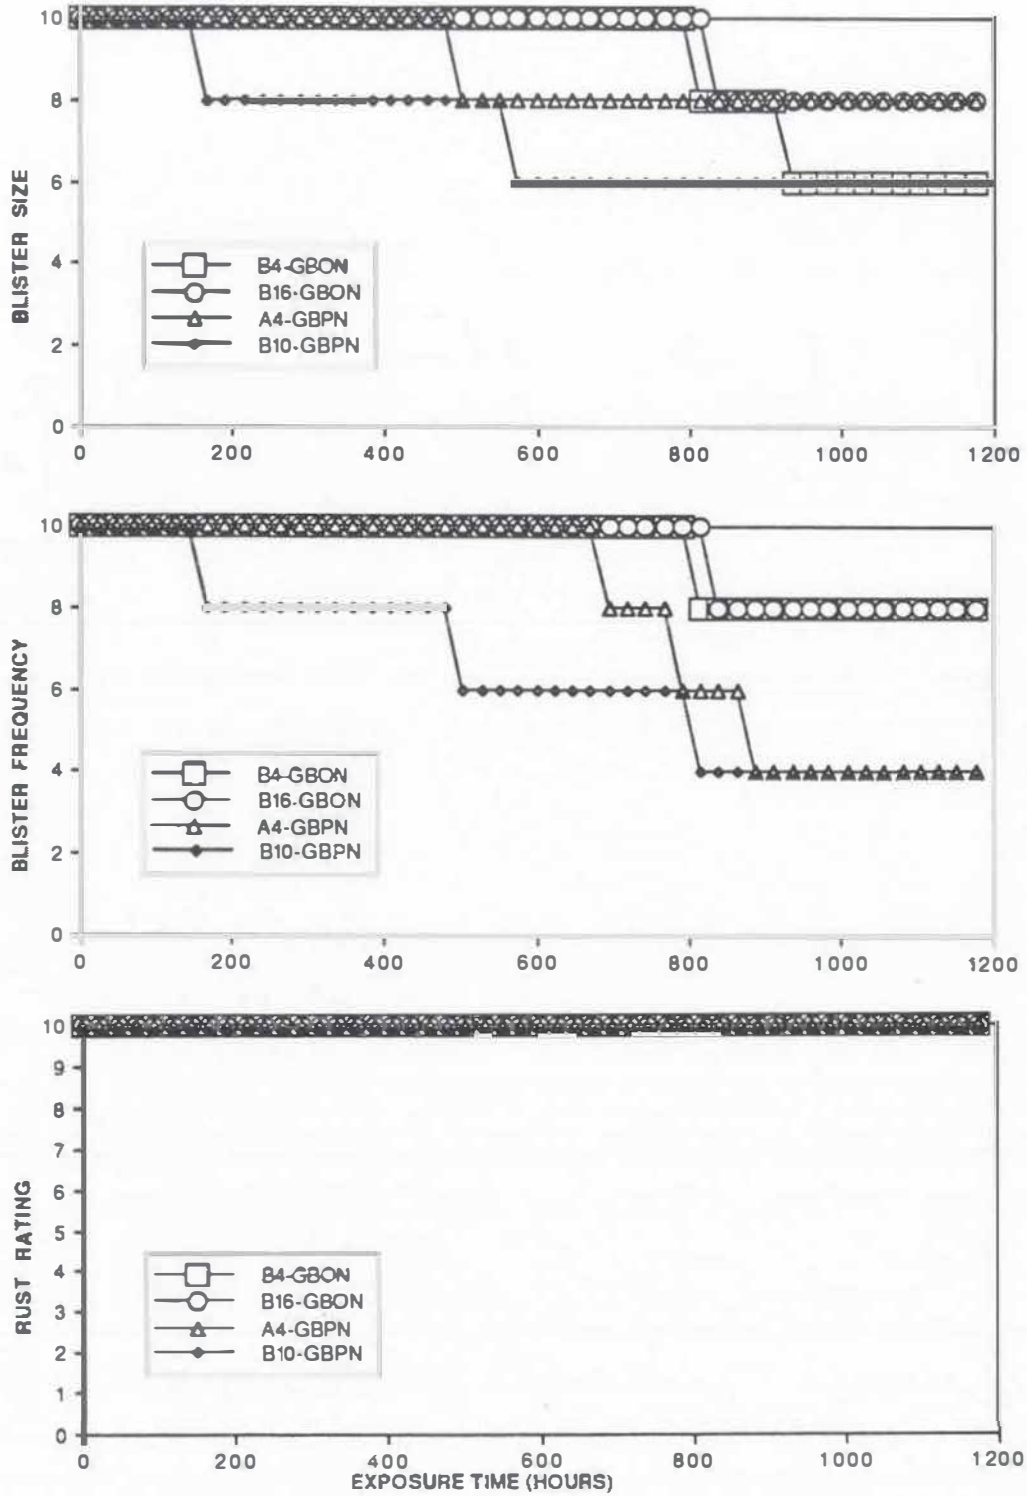 BLISTER SIZE
10
8
6
4
2
0
B4-GBON
B16-GBON
A4-GBPN
B10-GBPN
0 200 400 600 800 1000 1200
BLISTER FREQUENCY
10
8
6
4
2
0
B4-GBON
B16-GBON
A4-GBPN
B10-GBPN
0 200 400 600 800 1000 1200
RUST RATING
10
9
8
7
6
5
4
3
2
1
0
B4-GBON
B16-GBON
A4-GBPN
B10-GBPN
0 200 400 600 800 1000 1200
EXPOSURE TIME (HOURS)